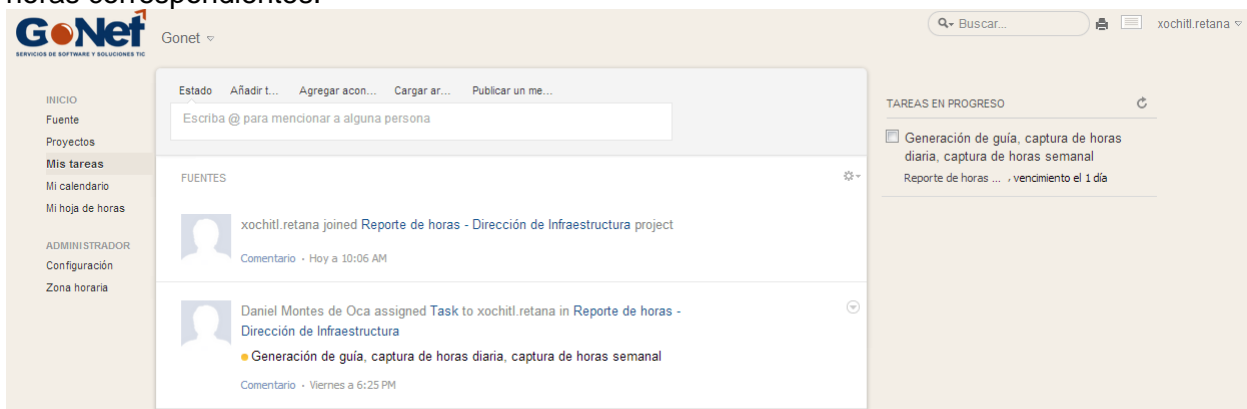 horas correspondientes.
GoNet
SERVICIOS DE SOFTWARE Y SOLUCIONES TIC
Gonet
Buscar...
xochitl.retana
INICIO
Fuente
Proyectos
Mis tareas
Mi calendario
Mi hoja de horas
ADMINISTRADOR
Configuración
Zona horaria
Estado Añadir t... Agregar acon... Cargar ar... Publicar un me...
Escriba @ para mencionar a alguna persona
FUENTES
xochitl.retana joined Reporte de horas - Dirección de Infraestructura project
Comentario · Hoy a 10:06 AM
Daniel Montes de Oca assigned Task to xochitl.retana in Reporte de horas -
Dirección de Infraestructura
Generación de guía, captura de horas diaria, captura de horas semanal
Comentario · Viernes a 6:25 PM
TAREAS EN PROGRESO
Generación de guía, captura de horas
diaria, captura de horas semanal
Reporte de horas ... , vencimiento el 1 día